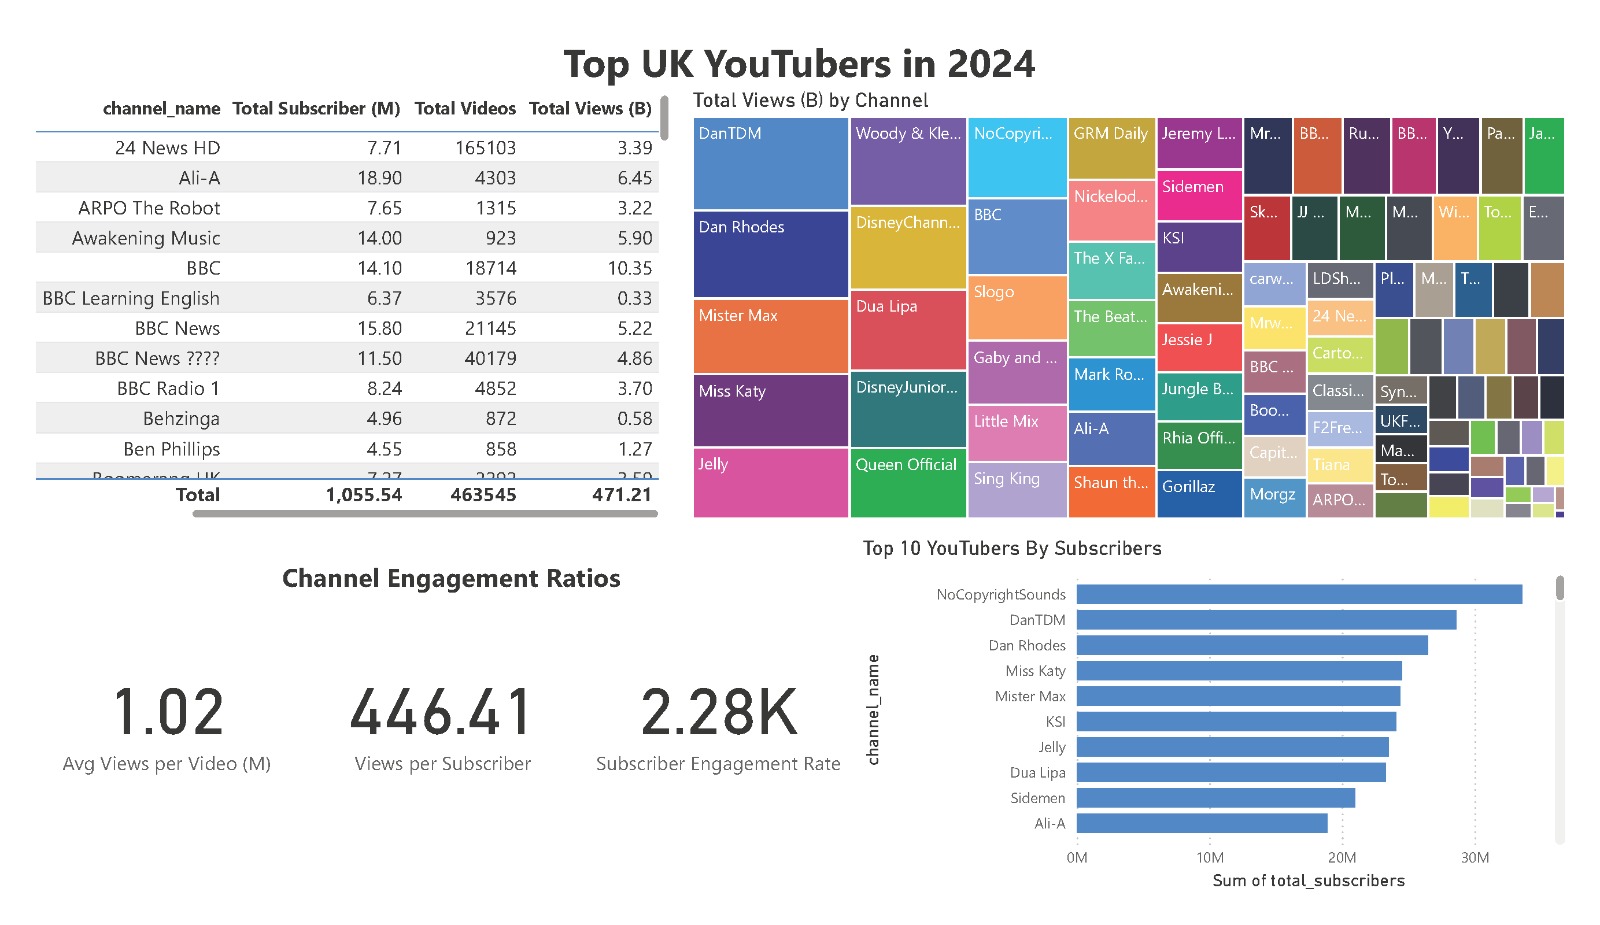 Top UK YouTubers in 2024
channel_name Total Subscriber (M) Total Videos Total Views (B)
24 News HD 7.71 165103 3.39
Ali-A 18.90 4303 6.45
ARPO The Robot 7.65 1315 3.22
Awakening Music 14.00 923 5.90
BBC 14.10 18714 10.35
BBC Learning English 6.37 3576 0.33
BBC News 15.80 21145 5.22
BBC News ???? 11.50 40179 4.86
BBC Radio 1 8.24 4852 3.70
Behzinga 4.96 872 0.58
Ben Phillips 4.55 858 1.27
Boomerang UK
Total 1,055.54 463545 471.21
Total Views (B) by Channel
DanTDM
Dan Rhodes
Mister Max
Miss Katy
Jelly
Woody & Kle...
DisneyChann...
Dua Lipa
DisneyJunior...
Queen Official
NoCopyri...
BBC
Slogo
Gaby and ...
Little Mix
Sing King
GRM Daily
Nickelod...
The X Fa...
The Beat...
Mark Ro...
Ali-A
Shaun th...
Jeremy L...
Sidemen
KSI
Awakeni...
Jessie J
Jungle B...
Rhia Offi...
Gorillaz
Mr... BB... Ru... BB... Y... Pa... Ja...
Sk... JJ ... M... M... Wi... To... E...
carw...
Mrw...
BBC ...
Boo...
Capit...
Morgz
LDSh...
24 Ne...
Carto...
Classi...
F2Fre...
Tiana
ARPO...
Pl... M... T...
Syn...
UKF...
Ma...
To...
Channel Engagement Ratios
1.02
Avg Views per Video (M)
446.41
Views per Subscriber
2.28K
Subscriber Engagement Rate
Top 10 YouTubers By Subscribers
channel_name
NoCopyrightSounds
DanTDM
Dan Rhodes
Miss Katy
Mister Max
KSI
Jelly
Dua Lipa
Sidemen
Ali-A
0M 10M 20M 30M
Sum of total_subscribers